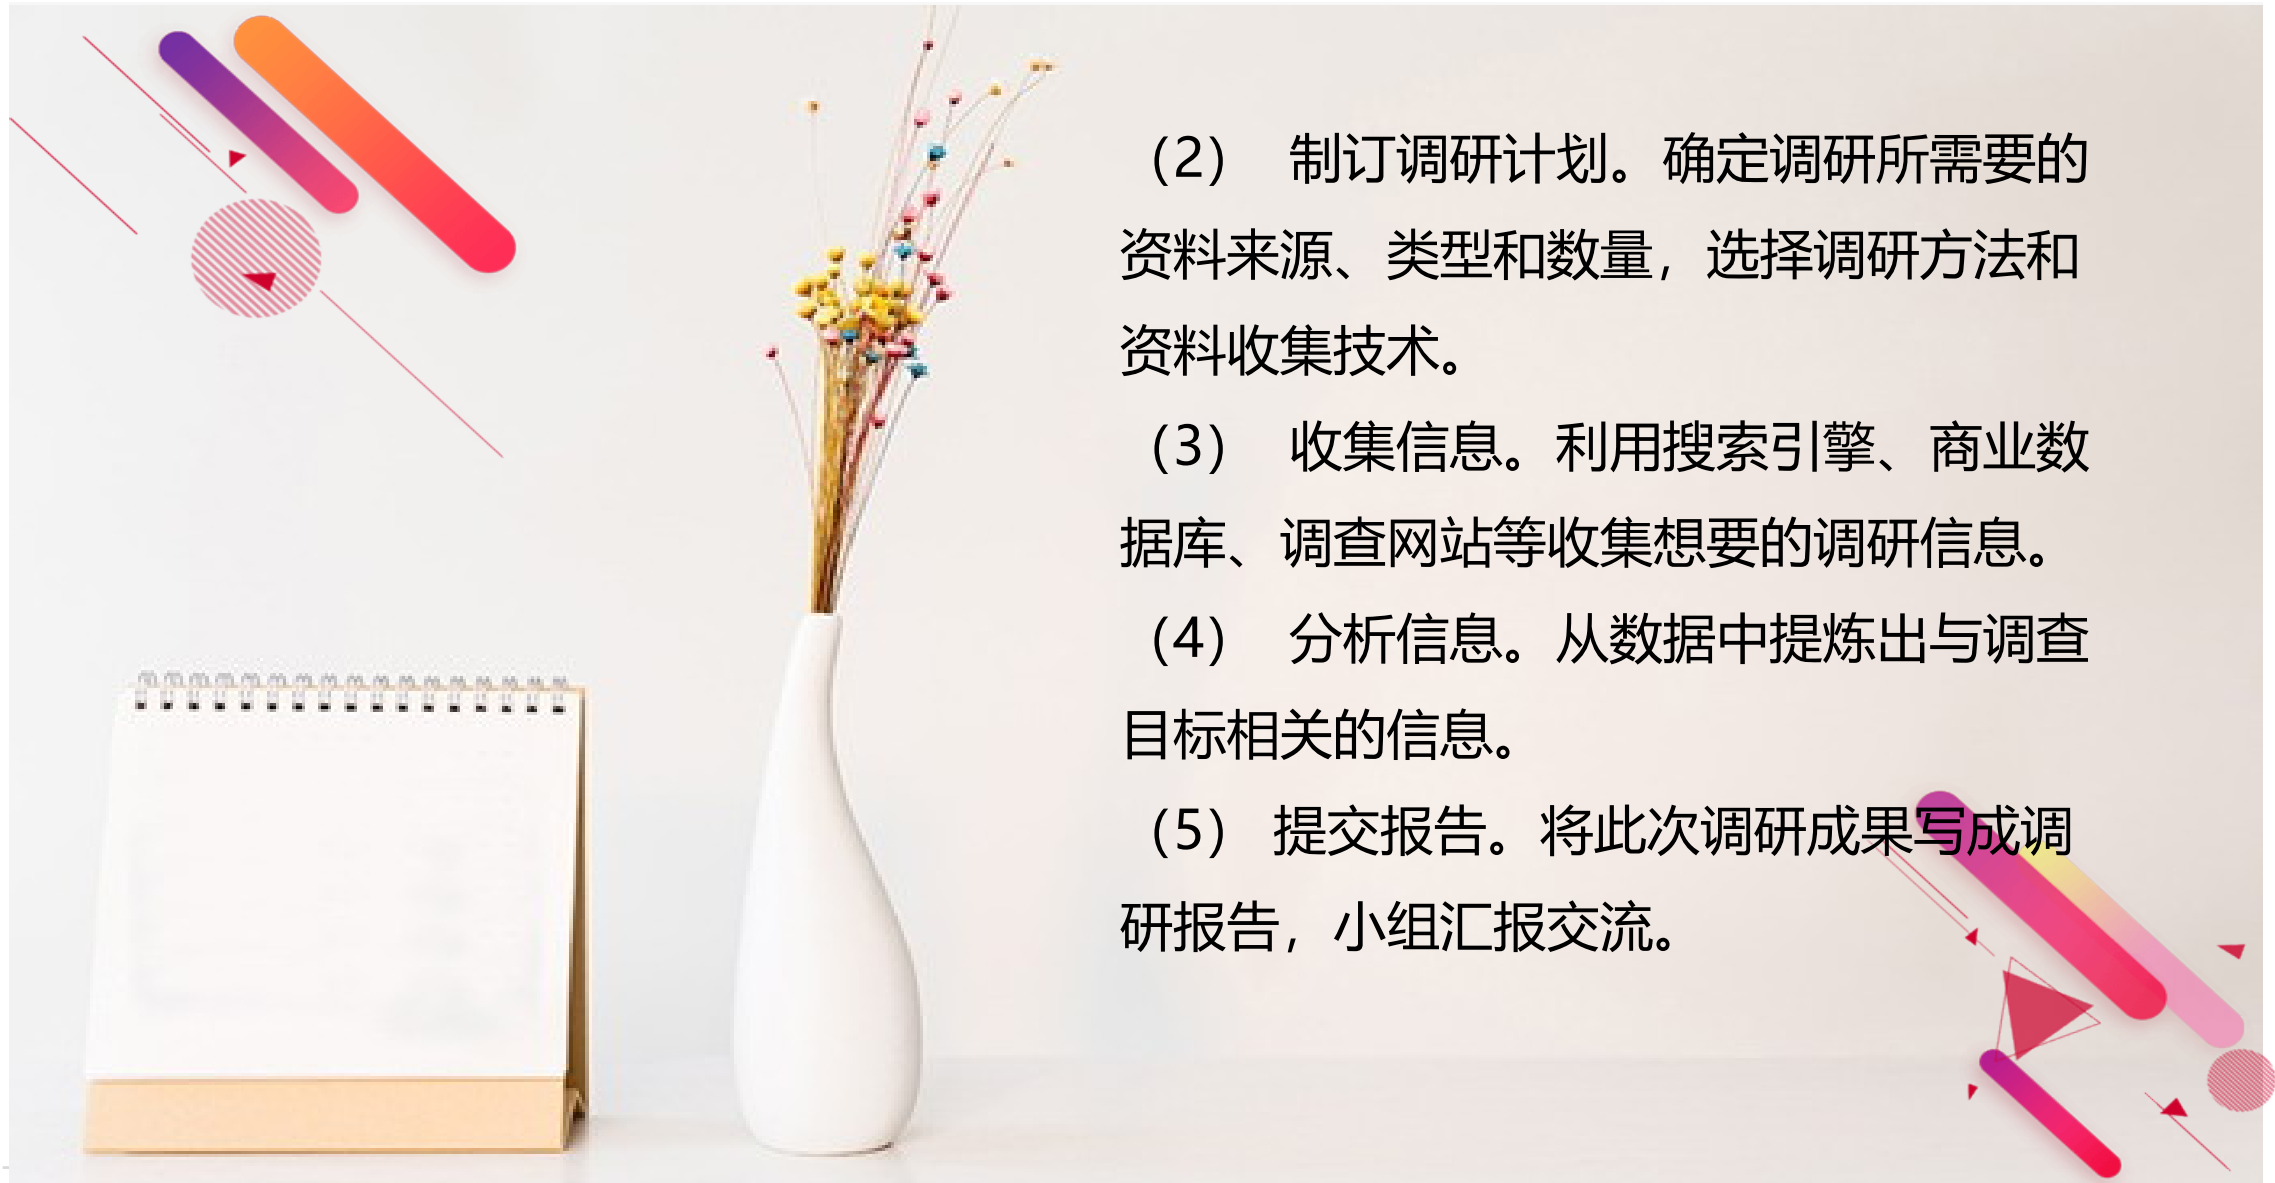 （2） 制订调研计划。确定调研所需要的
资料来源、类型和数量，选择调研方法和
资料收集技术。
（3） 收集信息。利用搜索引擎、商业数
据库、调查网站等收集想要的调研信息。
（4） 分析信息。从数据中提炼出与调查
目标相关的信息。
（5） 提交报告。将此次调研成果写成调
研报告，小组汇报交流。